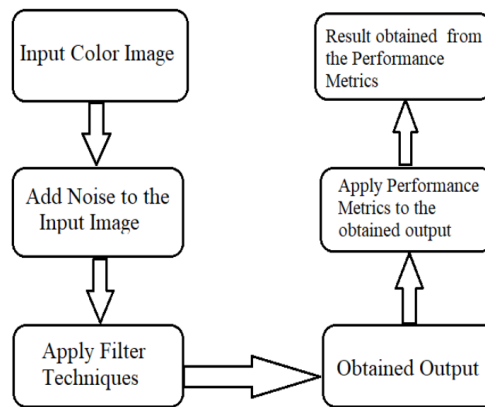 Input Color Image
Add Noise to the
Input Image
Apply Filter
Techniques
Obtained Output
Apply Performance
Metrics to the
obtained output
Result obtained from
the Performance
Metrics